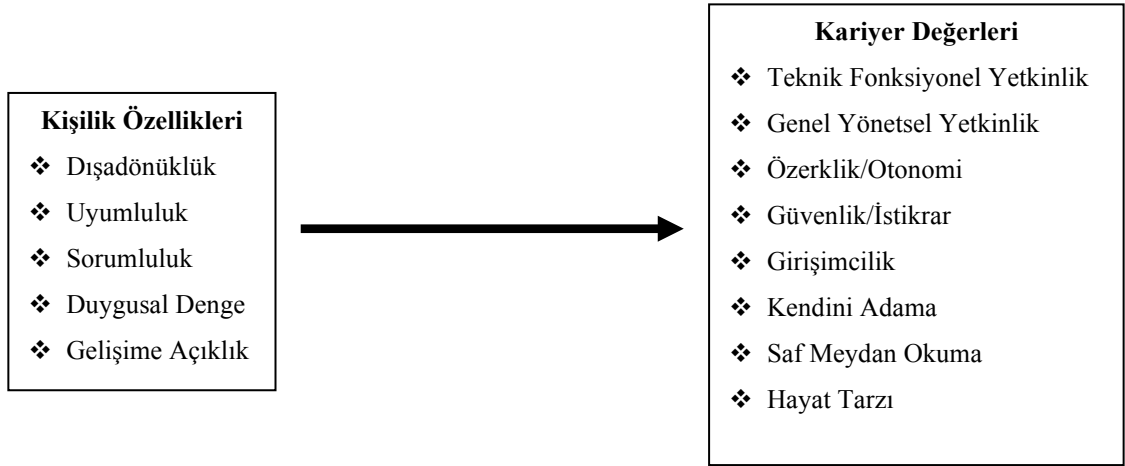 Kişilik Özellikleri
❖ Dışadönüklük
❖ Uyumluluk
❖ Sorumluluk
❖ Duygusal Denge
❖ Gelişime Açıklık
Kariyer Değerleri
❖ Teknik Fonksiyonel Yetkinlik
❖ Genel Yönetsel Yetkinlik
❖ Özerklik/Otonomi
❖ Güvenlik/İstikrar
❖ Girişimcilik
❖ Kendini Adama
❖ Saf Meydan Okuma
❖ Hayat Tarzı